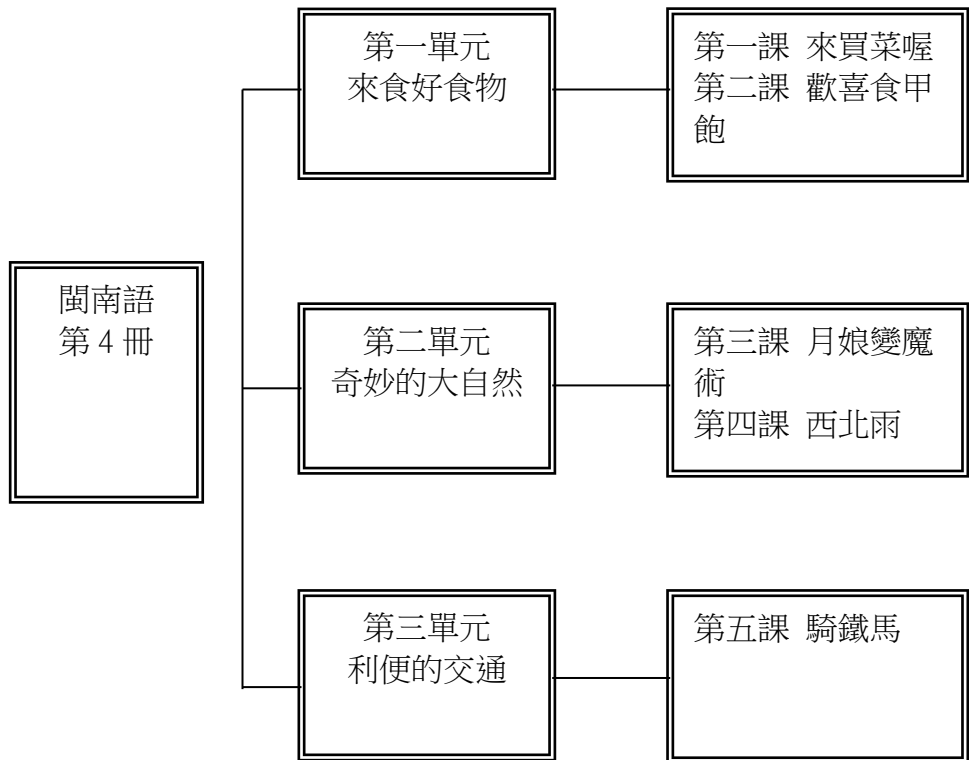 閩南語
第 4 冊
第一單元
來食好食物
第一課 來買菜喔
第二課 歡喜食甲
飽
第二單元
奇妙的大自然
第三課 月娘變魔
術
第四課 西北雨
第三單元
利便的交通
第五課 騎鐵馬